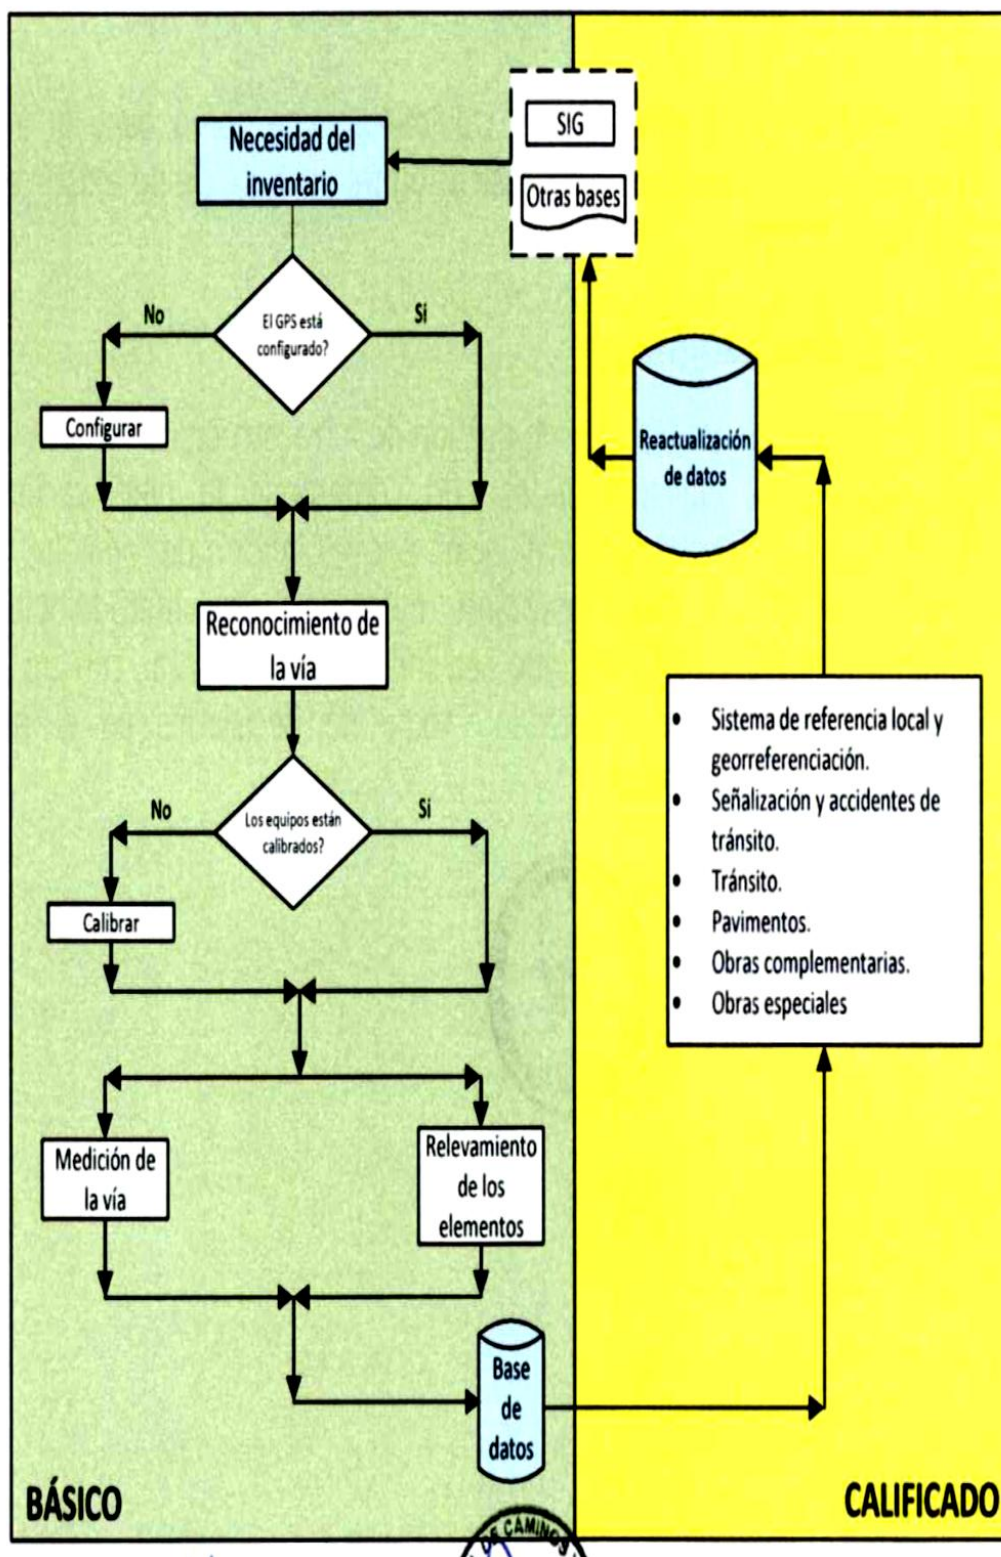 SIG
Necesidad del
inventario
Otras bases
No
El GPS está
configurado?
Si
Configurar
Reactualización
de datos
Reconocimiento de
la vía
No
Los equipos están
calibrados?
Si
Calibrar
• Sistema de referencia local y
georreferenciación.
• Señalización y accidentes de
tránsito.
• Tránsito.
• Pavimentos.
• Obras complementarias.
• Obras especiales
Medición de
la vía
Relevamiento
de los
elementos
Base
de
datos
BÁSICO
CALIFICADO
DE CAMINOS